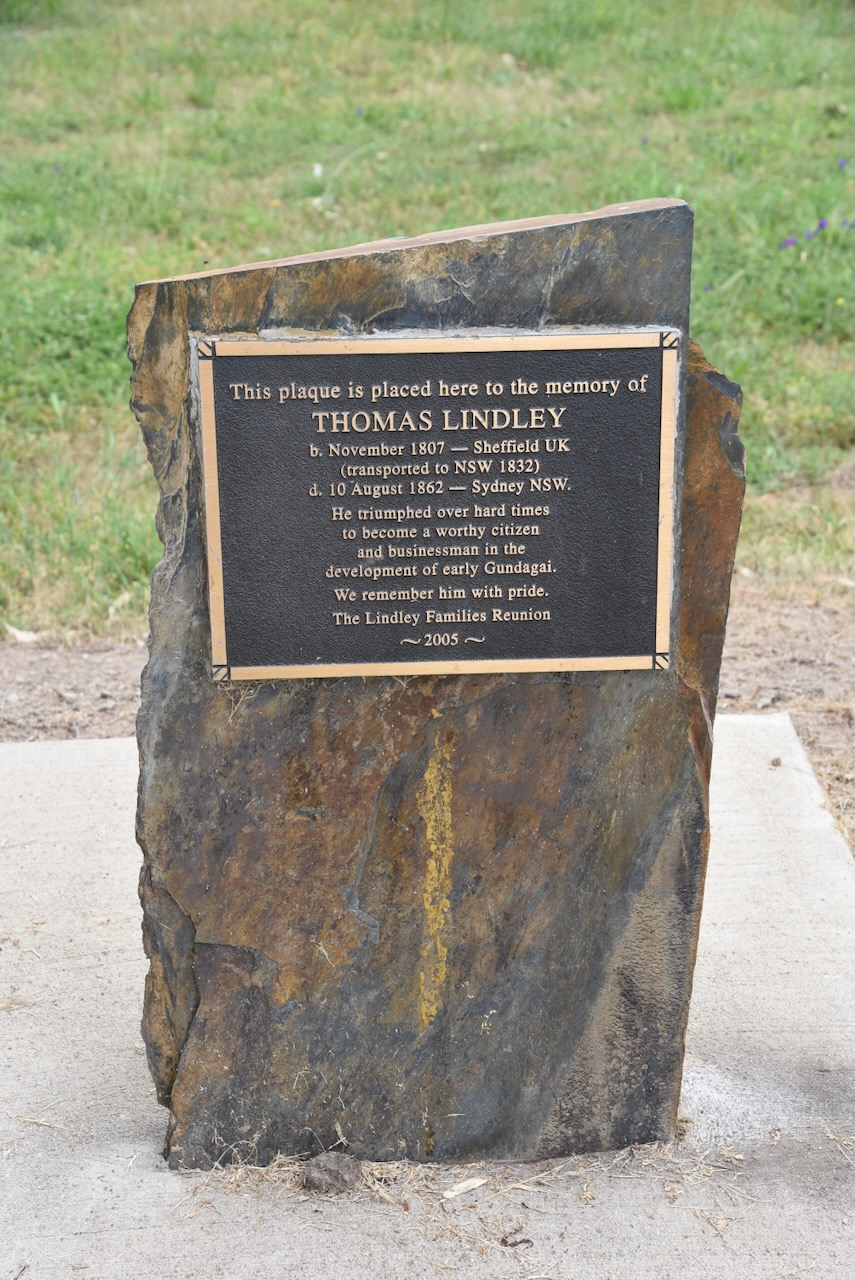 This plaque is placed here to the memory of
THOMAS LINDLEY
b. November 1807 — Sheffield UK
(transported to NSW 1832)
d. 10 August 1862 — Sydney NSW.
He triumphed over hard times
to become a worthy citizen
and businessman in the
development of early Gundagai.
We remember him with pride.
The Lindley Families Reunion
~ 2005 ~